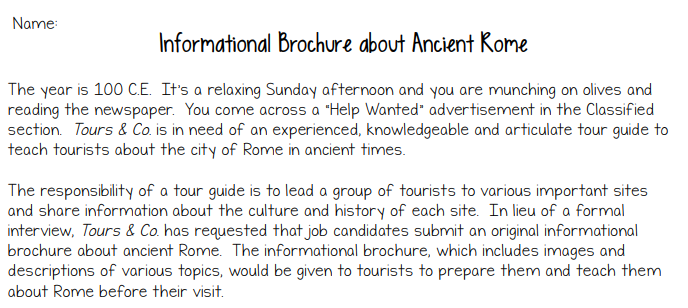 Name:
Informational Brochure about Ancient Rome
The year is 100 C.E. It's a relaxing Sunday afternoon and you are munching on olives and
reading the newspaper. You come across a "Help Wanted" advertisement in the Classified
section. Tours & Co. is in need of an experienced, knowledgeable and articulate tour guide to
teach tourists about the city of Rome in ancient times.
The responsibility of a tour guide is to lead a group of tourists to various important sites
and share information about the culture and history of each site. In lieu of a formal
interview, Tours & Co. has requested that job candidates submit an original informational
brochure about ancient Rome. The informational brochure, which includes images and
descriptions of various topics, would be given to tourists to prepare them and teach them
about Rome before their visit.